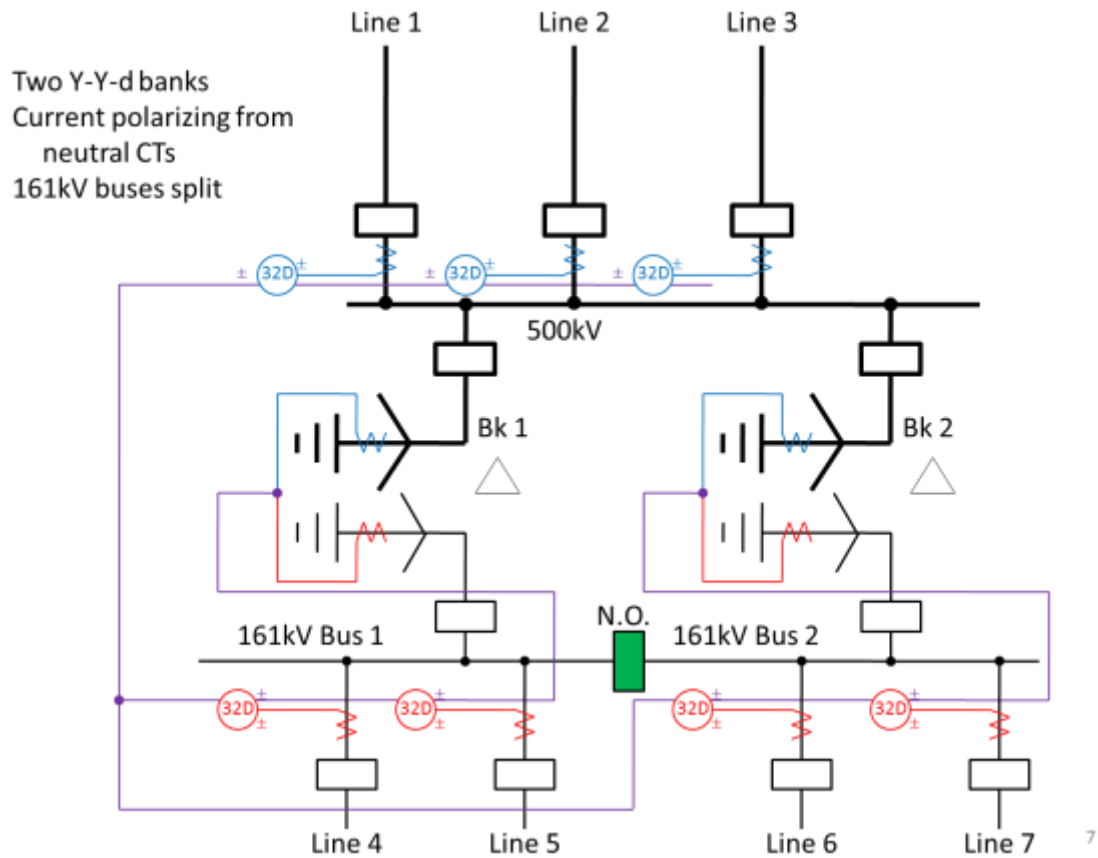 Line 1
Line 2
Line 3
Two Y-Y-d banks
Current polarizing from
neutral CTs
161kV buses split
± 32D ±
± 32D ±
± 32D ±
500kV
Bk 1
Bk 2
N.O.
161kV Bus 1
161kV Bus 2
32D ± ±
32D ± ±
32D ± ±
32D ± ±
Line 4
Line 5
Line 6
Line 7
7